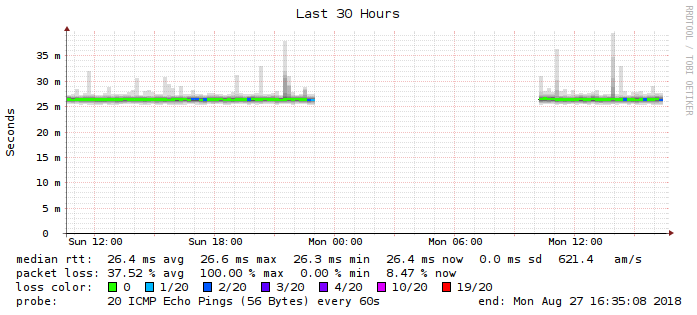 Last 30 Hours
RRDTOOL / TOBI OETIKER
Seconds
35 m
30 m
25 m
20 m
15 m
10 m
5 m
0
Sun 12:00 Sun 18:00 Mon 00:00 Mon 06:00 Mon 12:00
median rtt: 26.4 ms avg 26.6 ms max 26.3 ms min 26.4 ms now 0.0 ms sd 621.4 am/s
packet loss: 37.52 % avg 100.00 % max 0.00 % min 8.47 % now
loss color: 0 1/20 2/20 3/20 4/20 10/20 19/20
probe: 20 ICMP Echo Pings (56 Bytes) every 60s end: Mon Aug 27 16:35:08 2018